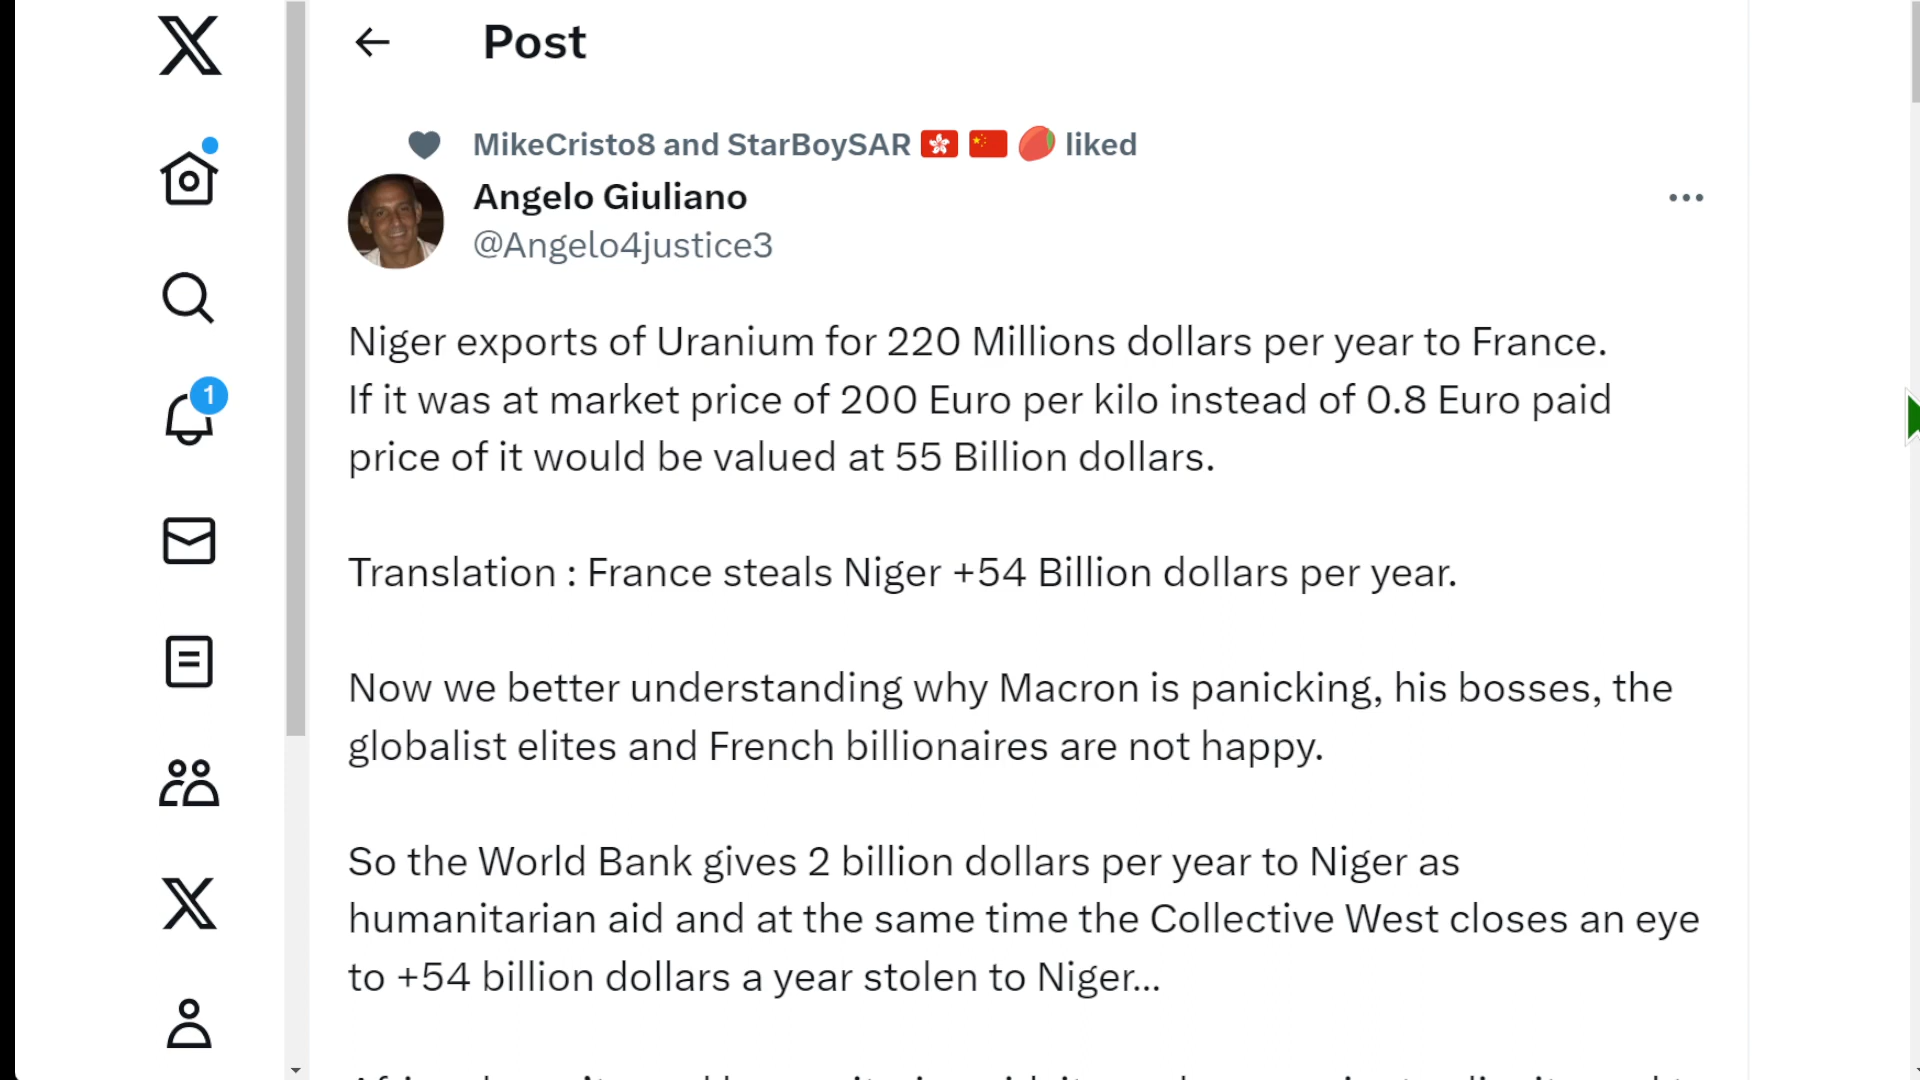 Post
MikeCristo8 and StarBoySAR 🇭🇰 🇨🇳 🥭 liked
Angelo Giuliano
@Angelo4justice3
Niger exports of Uranium for 220 Millions dollars per year to France.
If it was at market price of 200 Euro per kilo instead of 0.8 Euro paid
price of it would be valued at 55 Billion dollars.
1
Translation : France steals Niger +54 Billion dollars per year.
Now we better understanding why Macron is panicking, his bosses, the
globalist elites and French billionaires are not happy.
So the World Bank gives 2 billion dollars per year to Niger as
humanitarian aid and at the same time the Collective West closes an eye
to +54 billion dollars a year stolen to Niger...